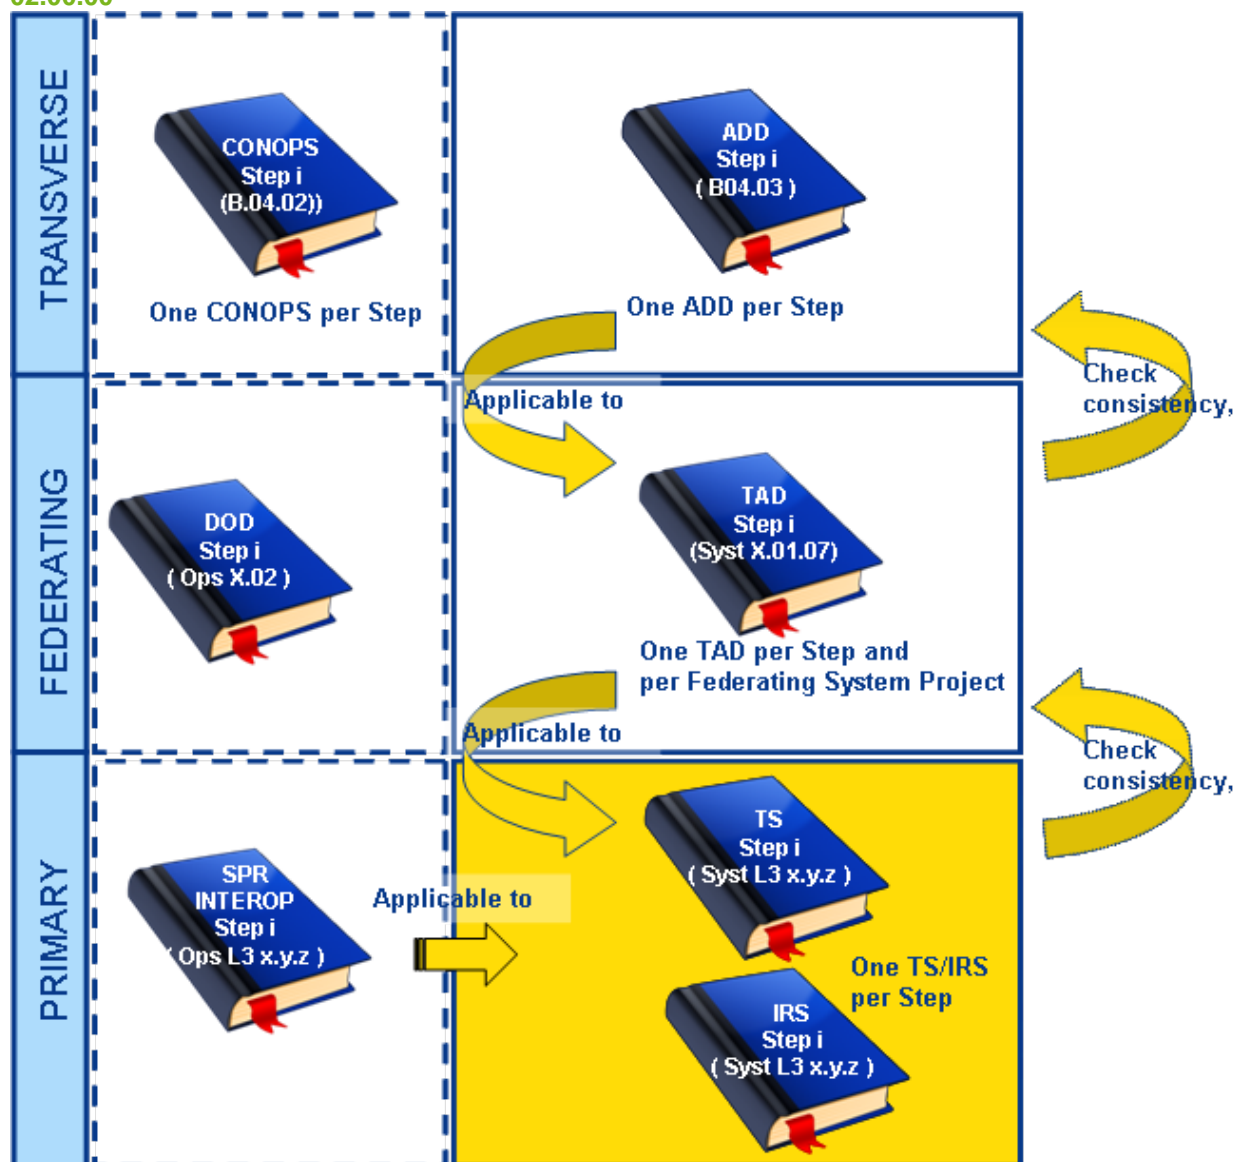 TRANSVERSE
CONOPS
Step i
(B.04.02))
One CONOPS per Step
ADD
Step i
( B04.03 )
One ADD per Step
Applicable to
Check
consistency,
FEDERATING
DOD
Step i
( Ops X.02 )
TAD
Step i
(Syst X.01.07)
One TAD per Step and
per Federating System Project
Applicable to
Check
consistency,
PRIMARY
SPR
INTEROP
Step i
( Ops L3 x.y.z )
Applicable to
TS
Step i
( Syst L3 x.y.z )
One TS/IRS
per Step
IRS
Step i
( Syst L3 x.y.z )